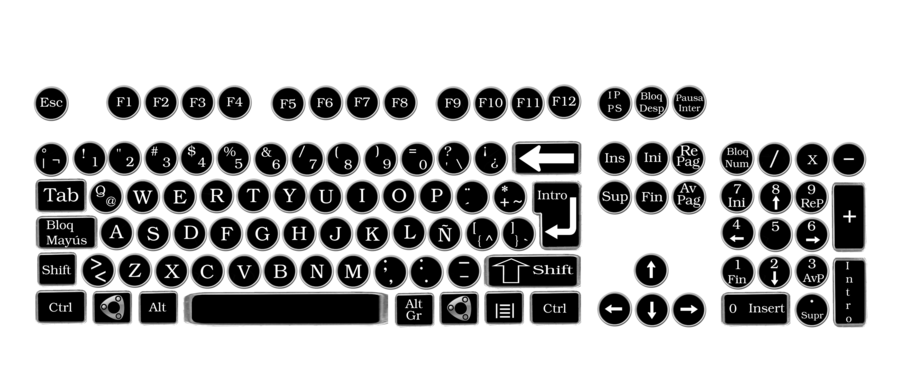 Esc F1 F2 F3 F4 F5 F6 F7 F8 F9 F10 F11 F12 IP PS Bloq Desp Pausa Inter
° | ¬ ! 1 " 2 # 3 $ 4 % 5 & 6 / 7 ( 8 ) 9 = 0 ? \ ¡ ¿ Ins Ini Re Pag Bloq Num / x −
Tab @ W E R T Y U I O P ¨ ´ * + ~ Intro Sup Fin Av Pag 7 Ini 8 ↑ 9 ReP +
Bloq Mayús A S D F G H J K L Ñ [ { ^ ] } ` 4 ← 5 6 →
Shift > < Z X C V B N M ; , : . _ - Shift ↑ 1 Fin 2 ↓ 3 AvP Intro
Ctrl Alt Alt Gr Ctrl ← ↓ → 0 Insert . Supr